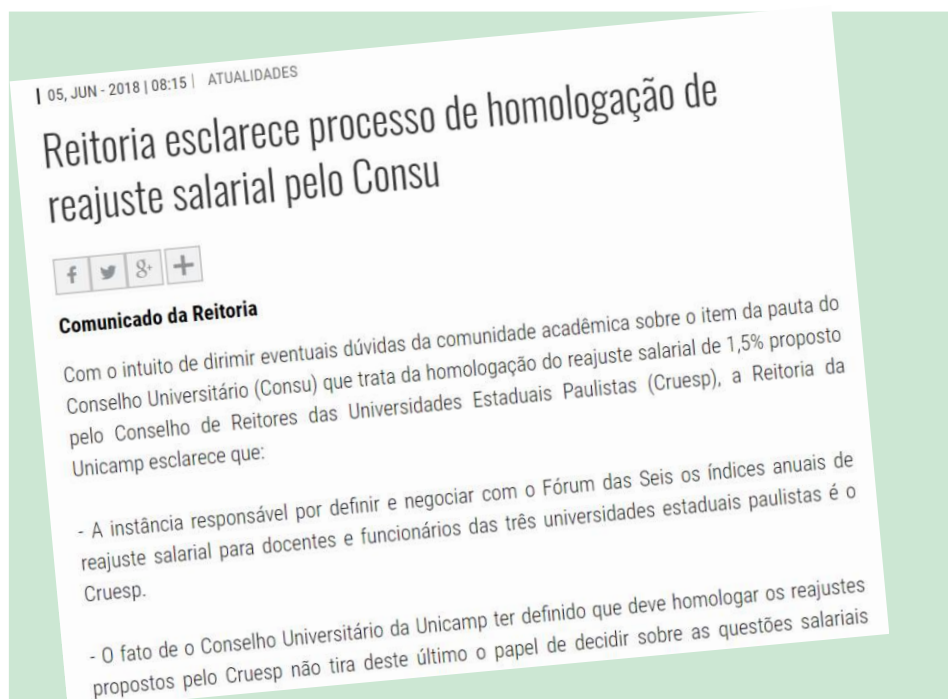 05, JUN - 2018 | 08:15 | ATUALIDADES
Reitoria esclarece processo de homologação de
reajuste salarial pelo Consu
f g+ +
Comunicado da Reitoria
Com o intuito de dirimir eventuais dúvidas da comunidade acadêmica sobre o item da pauta do
Conselho Universitário (Consu) que trata da homologação do reajuste salarial de 1,5% proposto
pelo Conselho de Reitores das Universidades Estaduais Paulistas (Cruesp), a Reitoria da
Unicamp esclarece que:
- A instância responsável por definir e negociar com o Fórum das Seis os índices anuais de
reajuste salarial para docentes e funcionários das três universidades estaduais paulistas é o
Cruesp.
- O fato de o Conselho Universitário da Unicamp ter definido que deve homologar os reajustes
propostos pelo Cruesp não tira deste último o papel de decidir sobre as questões salariais